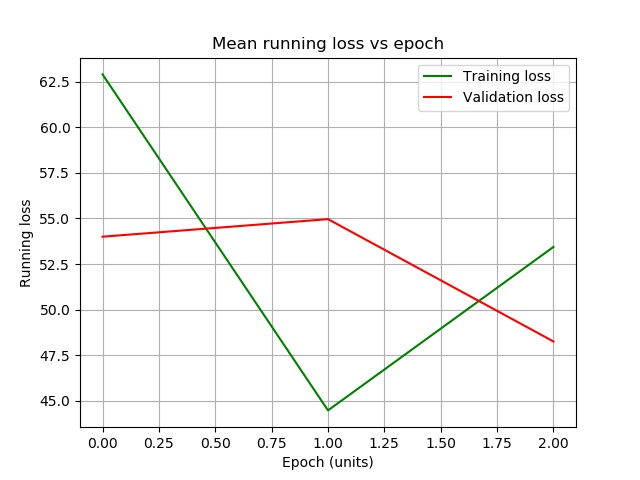 Mean running loss vs epoch
Training loss
Validation loss
62.5
60.0
57.5
55.0
52.5
50.0
47.5
45.0
Running loss
0.00 0.25 0.50 0.75 1.00 1.25 1.50 1.75 2.00
Epoch (units)